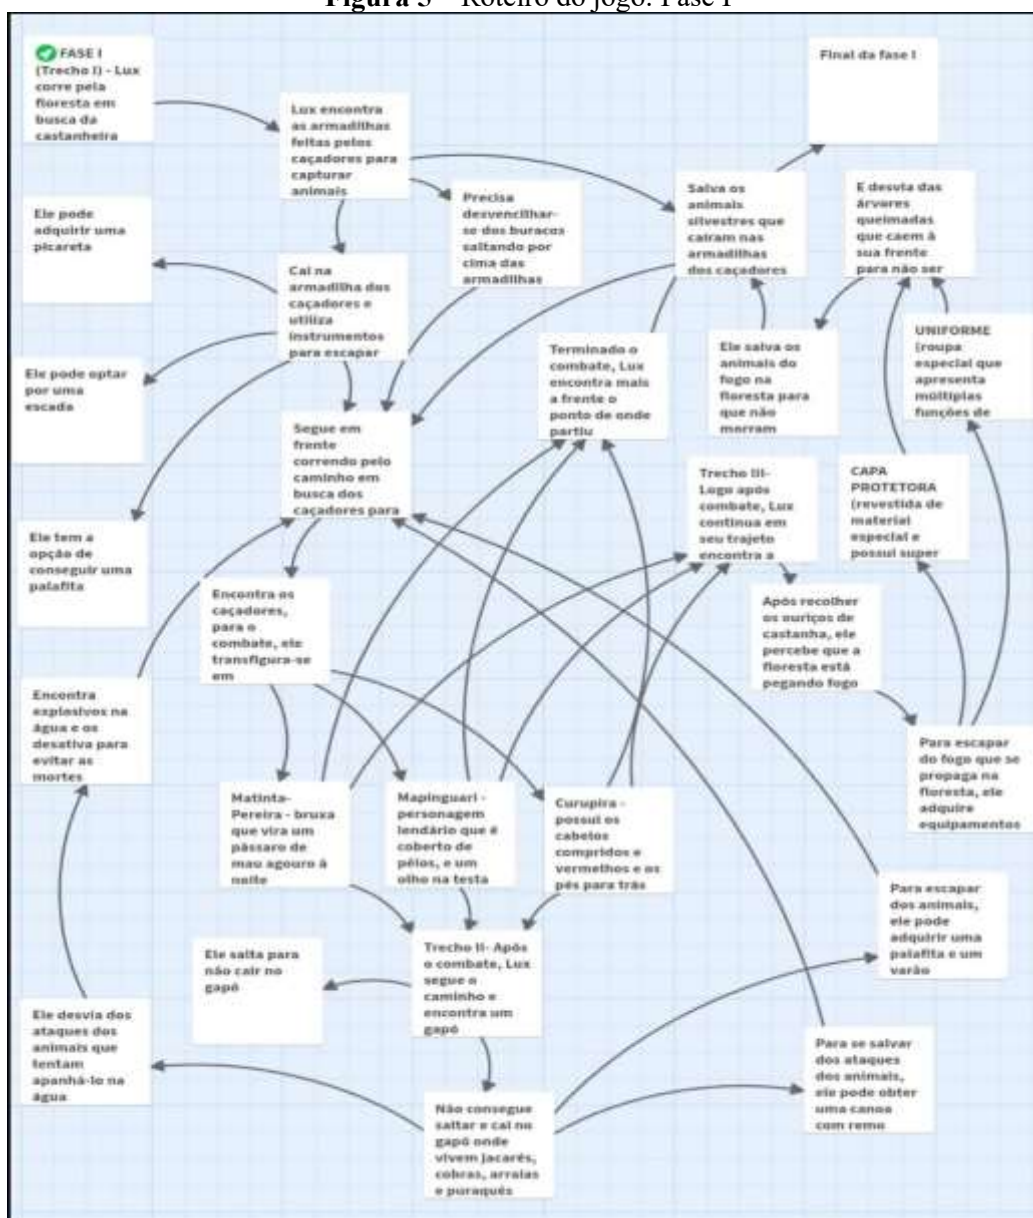 Figura 3 – Roteiro do jogo: Fase I
FASE I
(Trecho I) - Lux
corre pela
floresta em
busca da
castanheira
Final da fase I
Lux encontra
as armadilhas
feitas pelos
caçadores para
capturar
animais
Precisa
desvencilhar-
se dos buracos
saltando por
cima das
armadilhas
Salva os
animais
silvestres que
caíram nas
armadilhas
dos caçadores
E desvia das
árvores
queimadas
que caem à
sua frente
para não ser
Ele pode
adquirir uma
picareta
Cai na
armadilha dos
caçadores e
utiliza
instrumentos
para escapar
Ele pode optar
por uma
escada
Terminado o
combate, Lux
encontra mais
a frente o
ponto de onde
partiu
Ele salva os
animais do
fogo na
floresta para
que não
morram
UNIFORME
(roupa
especial que
apresenta
múltiplas
funções de
Segue em
frente
correndo pelo
caminho em
busca dos
caçadores para
Trecho III-
Logo após
combate, Lux
continua em
seu trajeto
encontra a
CAPA
PROTETORA
(revestida de
material
especial e
possui super
Ele tem a
opção de
conseguir uma
palafita
Encontra os
caçadores,
para o
combate, ele
transfigura-se
em
Após recolher
os ouriços de
castanha, ele
percebe que a
floresta está
pegando fogo
Encontra
explosivos na
água e os
desativa para
evitar as
mortes
Para escapar
do fogo que se
propaga na
floresta, ele
adquire
equipamentos
Matinta-
Pereira - bruxa
que vira um
pássaro de
mau agouro à
noite
Mapinguari -
personagem
lendário que é
coberto de
pêlos, e um
olho na testa
Curupira -
possui os
cabelos
compridos e
vermelhos e os
pés para trás
Para escapar
dos animais,
ele pode
adquirir uma
palafita e um
varão
Ele salta para
não cair no
gapó
Trecho II- Após
o combate, Lux
segue o
caminho e
encontra um
gapó
Ele desvia dos
ataques dos
animais que
tentam
apanhá-lo na
água
Para se salvar
dos ataques
dos animais,
ele pode obter
uma canoa
com remo
Não consegue
saltar e cai no
gapó onde
vivem jacarés,
cobras, arraias
e puraqués